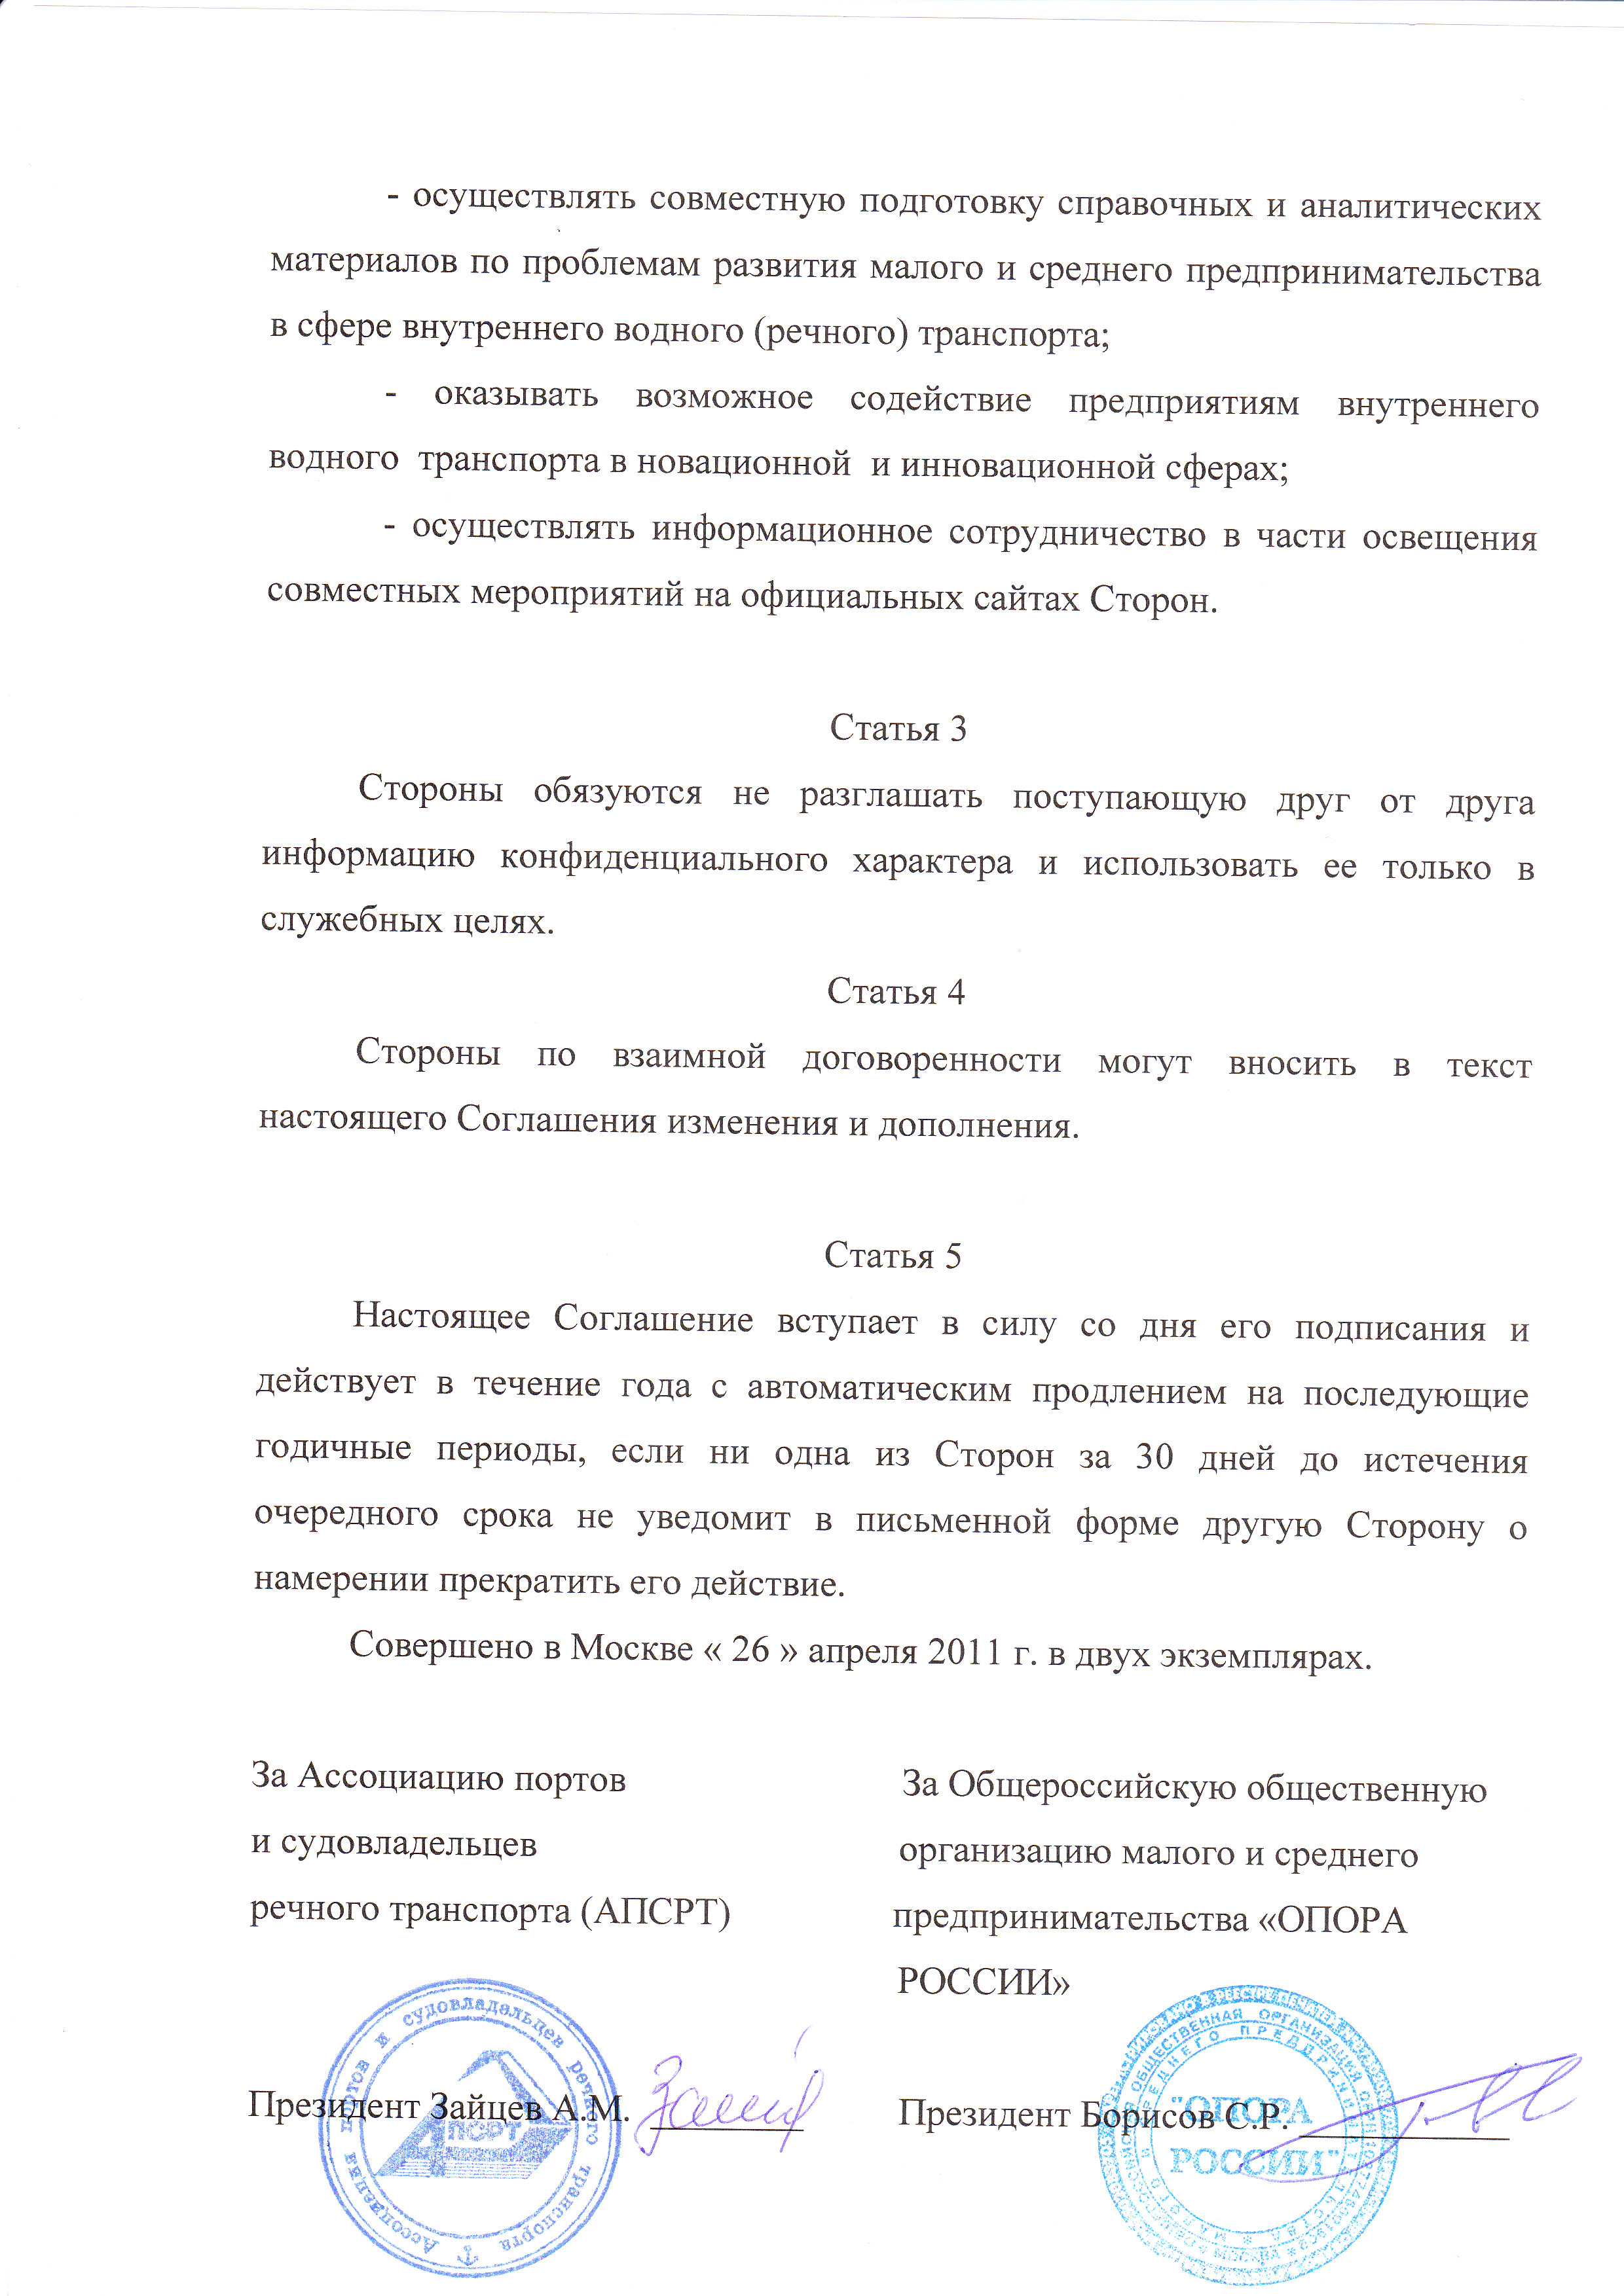 - осуществлять совместную подготовку справочных и аналитических
материалов по проблемам развития малого и среднего предпринимательства
в сфере внутреннего водного (речного) транспорта;
- оказывать возможное содействие предприятиям внутреннего
водного транспорта в новационной и инновационной сферах;
- осуществлять информационное сотрудничество в части освещения
совместных мероприятий на официальных сайтах Сторон.
Статья 3
Стороны обязуются не разглашать поступающую друг от друга
информацию конфиденциального характера и использовать ее только в
служебных целях.
Статья 4
Стороны по взаимной договоренности могут вносить в текст
настоящего Соглашения изменения и дополнения.
Статья 5
Настоящее Соглашение вступает в силу со дня его подписания и
действует в течение года с автоматическим продлением на последующие
годичные периоды, если ни одна из Сторон за 30 дней до истечения
очередного срока не уведомит в письменной форме другую Сторону о
намерении прекратить его действие.
Совершено в Москве « 26 » апреля 2011 г. в двух экземплярах.
За Ассоциацию портов
и судовладельцев
речного транспорта (АПСРТ)
За Общероссийскую общественную
организацию малого и среднего
предпринимательства «ОПОРА
РОССИИ»
Президент Зайцев А.М.
Президент Борисов С.Р.
Ассоциация портов и судовладельцев речного транспорта
АПСРТ
ОБЩЕСТВЕННАЯ ОРГАНИЗАЦИЯ
СРЕДНЕГО ПРЕДПРИНИМАТЕЛЬСТВА
МОСКВА
"ОПОРА
РОССИИ"